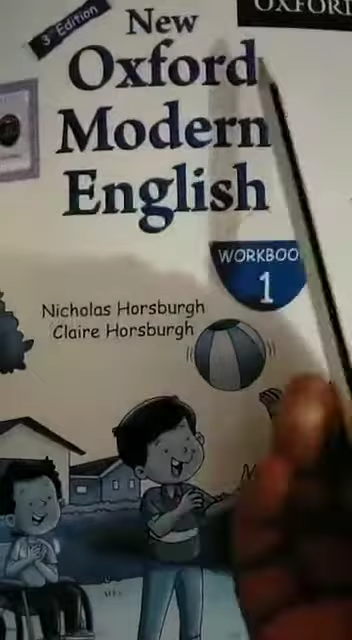 3rd Edition
OXFORD
New
Oxford
Modern
English
WORKBOO
1
Nicholas Horsburgh
Claire Horsburgh